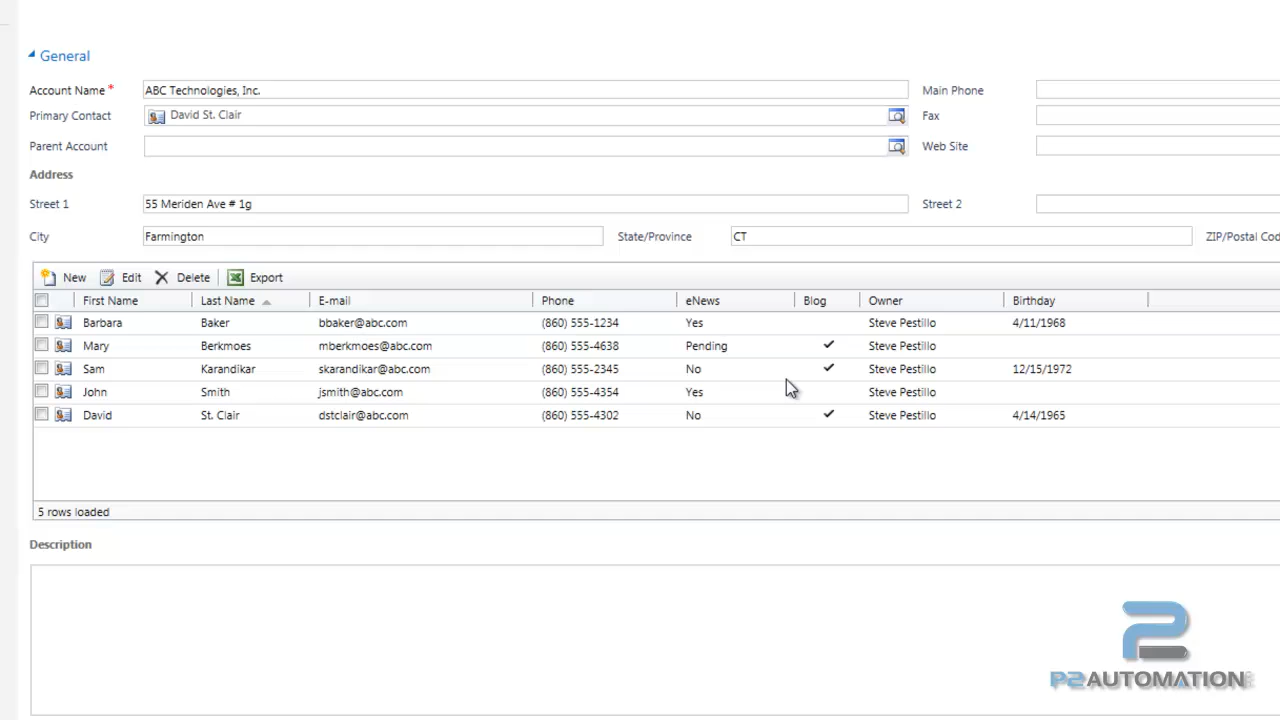 General
Account Name * ABC Technologies, Inc. Main Phone
Primary Contact David St. Clair Fax
Parent Account Web Site
Address
Street 1 55 Meriden Ave # 1g Street 2
City Farmington State/Province CT ZIP/Postal Cod
New Edit Delete Export
First Name Last Name E-mail Phone eNews Blog Owner Birthday
Barbara Baker bbaker@abc.com (860) 555-1234 Yes Steve Pestillo 4/11/1968
Mary Berkmoes mberkmoes@abc.com (860) 555-4638 Pending ✔ Steve Pestillo
Sam Karandikar skarandikar@abc.com (860) 555-2345 No ✔ Steve Pestillo 12/15/1972
John Smith jsmith@abc.com (860) 555-4354 Yes Steve Pestillo
David St. Clair dstclair@abc.com (860) 555-4302 No ✔ Steve Pestillo 4/14/1965
5 rows loaded
Description
P2AUTOMATION